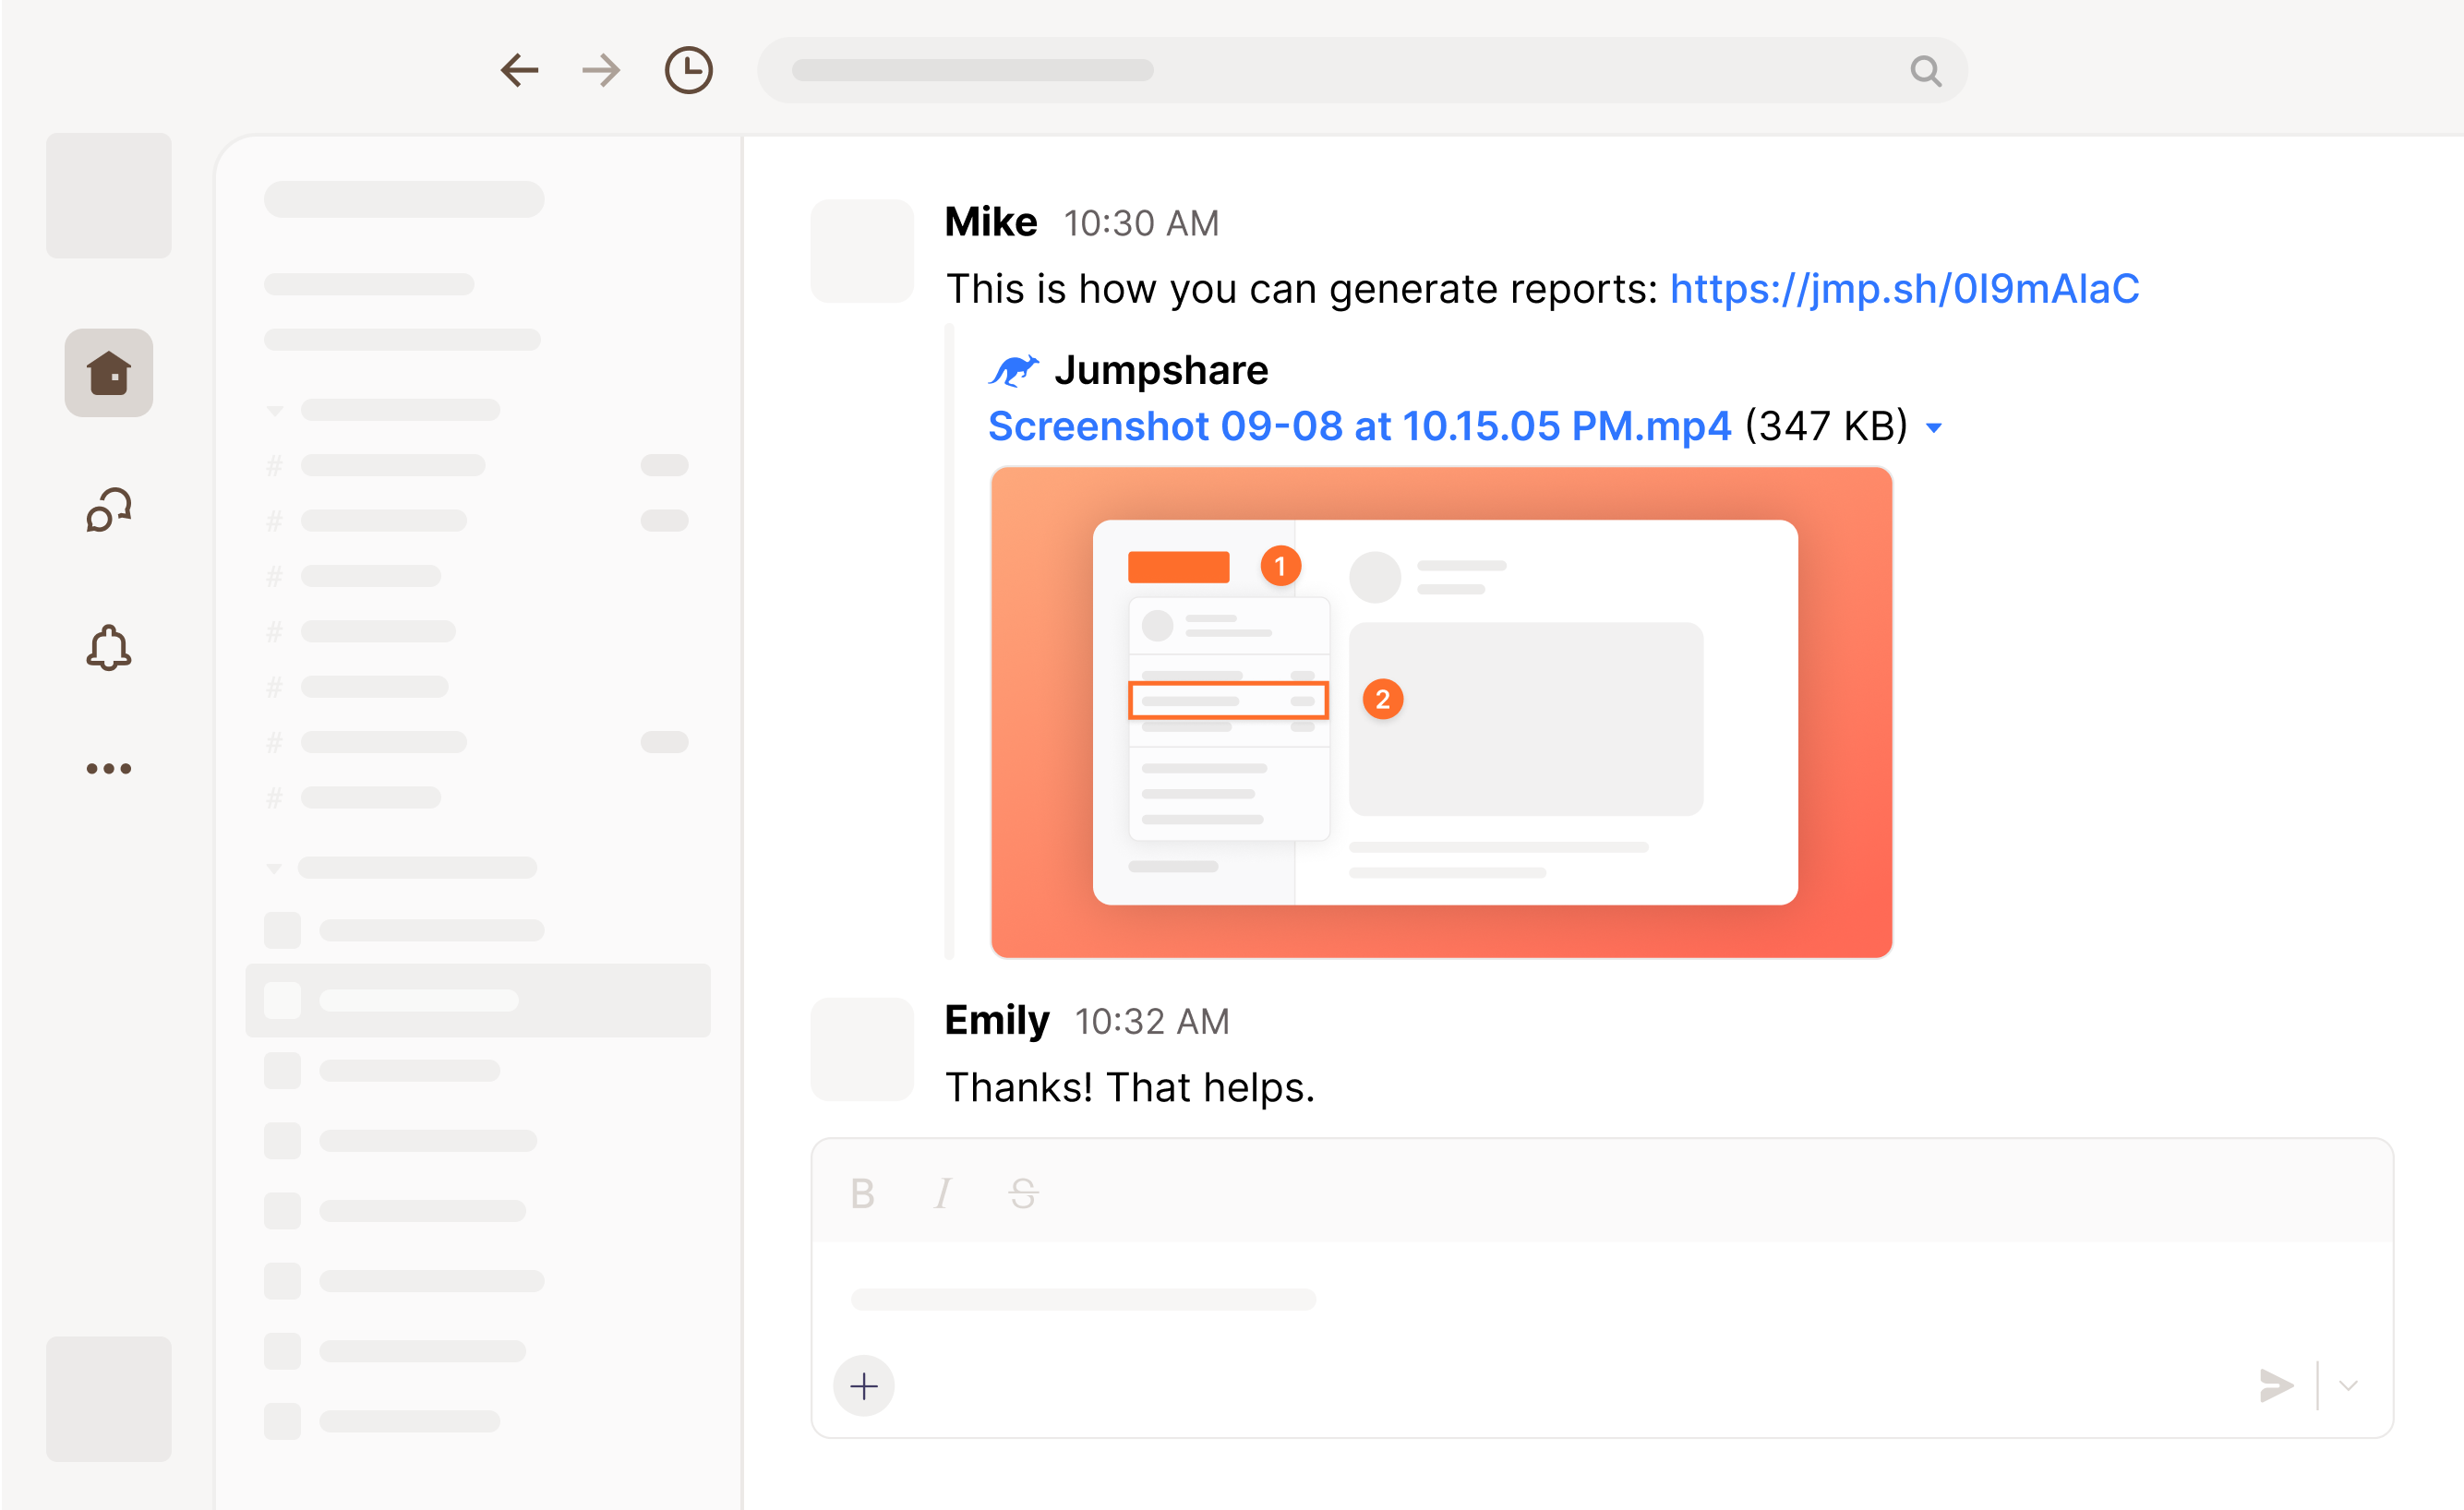 Mike 10:30 AM
This is how you can generate reports: https://jmp.sh/0I9mAIaC
Jumpshare
Screenshot 09-08 at 10.15.05 PM.mp4 (347 KB)
1
2
#
#
#
#
#
#
#
Emily 10:32 AM
Thanks! That helps.
B I S